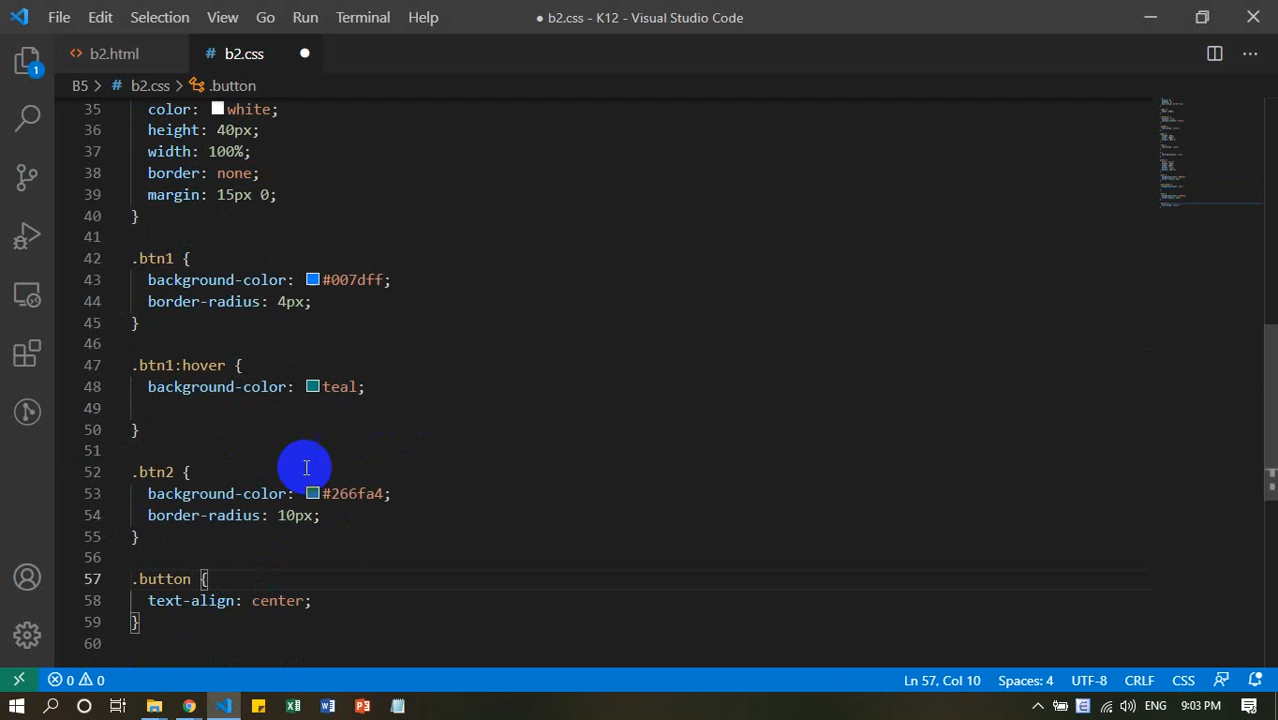 File Edit Selection View Go Run Terminal Help ● b2.css - K12 - Visual Studio Code
<> b2.html # b2.css ●
B5 > # b2.css > .button
1
35 color: white;
36 height: 40px;
37 width: 100%;
38 border: none;
39 margin: 15px 0;
40 }
41
42 .btn1 {
43 background-color: #007dff;
44 border-radius: 4px;
45 }
46
47 .btn1:hover {
48 background-color: teal;
49
50 }
51
52 .btn2 {
53 background-color: #266fa4;
54 border-radius: 10px;
55 }
56
57 .button {
58 text-align: center;
59 }
60
0 0 Ln 57, Col 10 Spaces: 4 UTF-8 CRLF CSS
ENG 9:03 PM